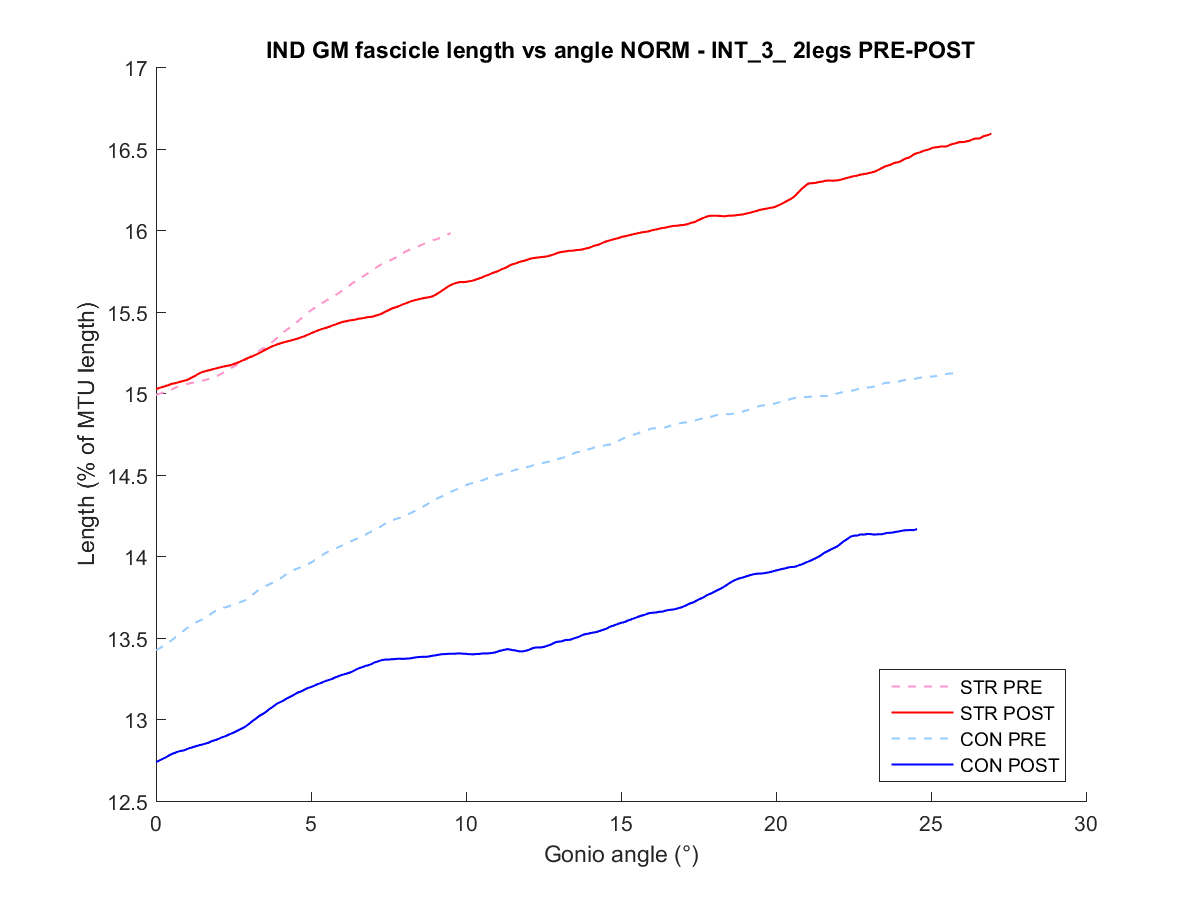 IND GM fascicle length vs angle NORM - INT_3_ 2legs PRE-POST
17
16.5
16
15.5
15
14.5
14
13.5
13
12.5
Length (% of MTU length)
0
5
10
15
20
25
30
Gonio angle (°)
STR PRE
STR POST
CON PRE
CON POST